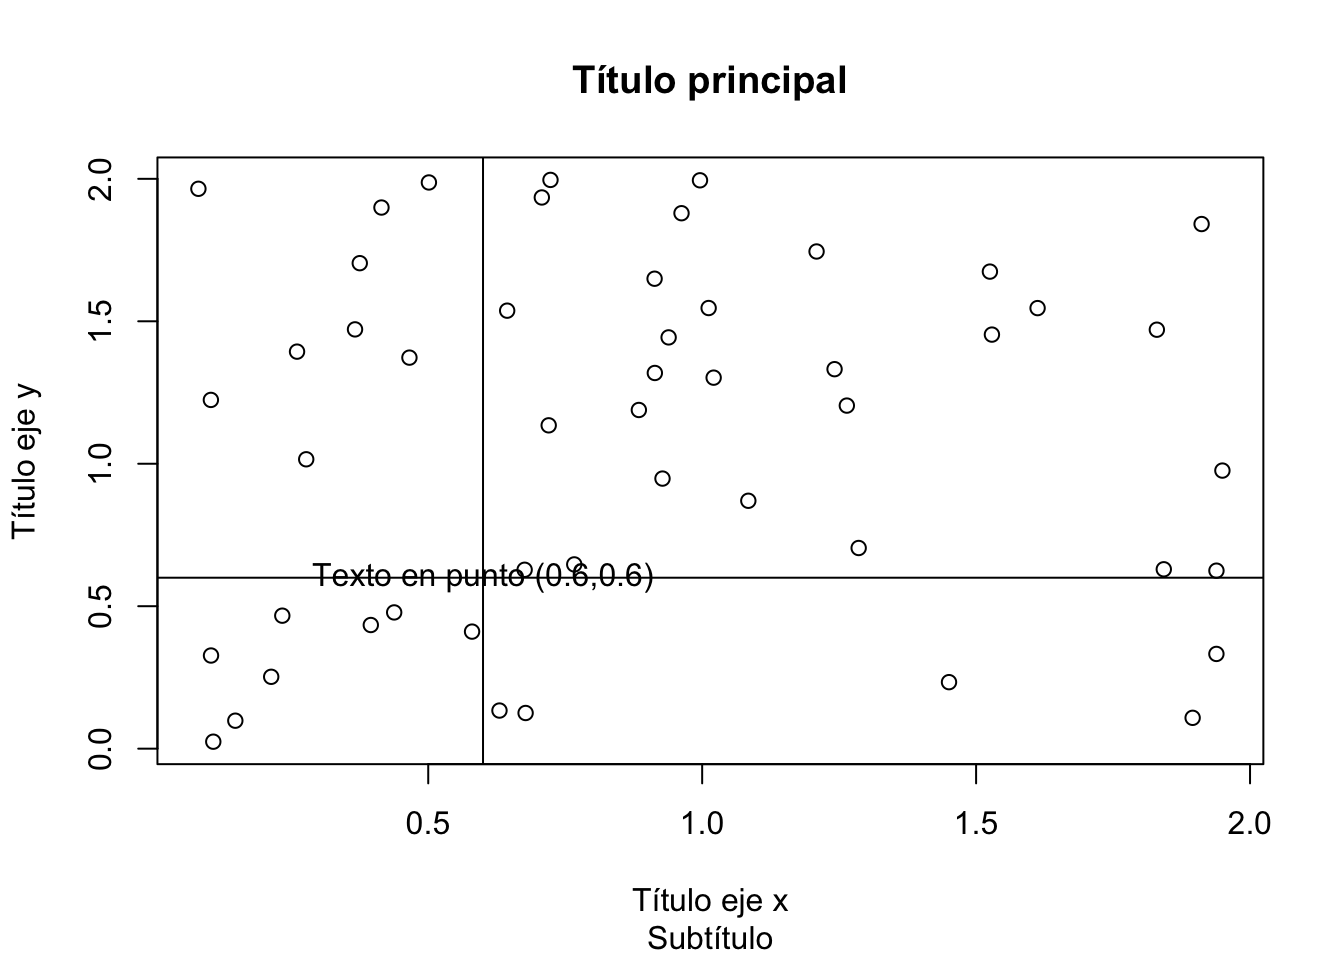 Título principal
2.0
1.5
1.0
0.5
0.0
Título eje y
Texto en punto (0.6,0.6)
0.5 1.0 1.5 2.0
Título eje x
Subtítulo